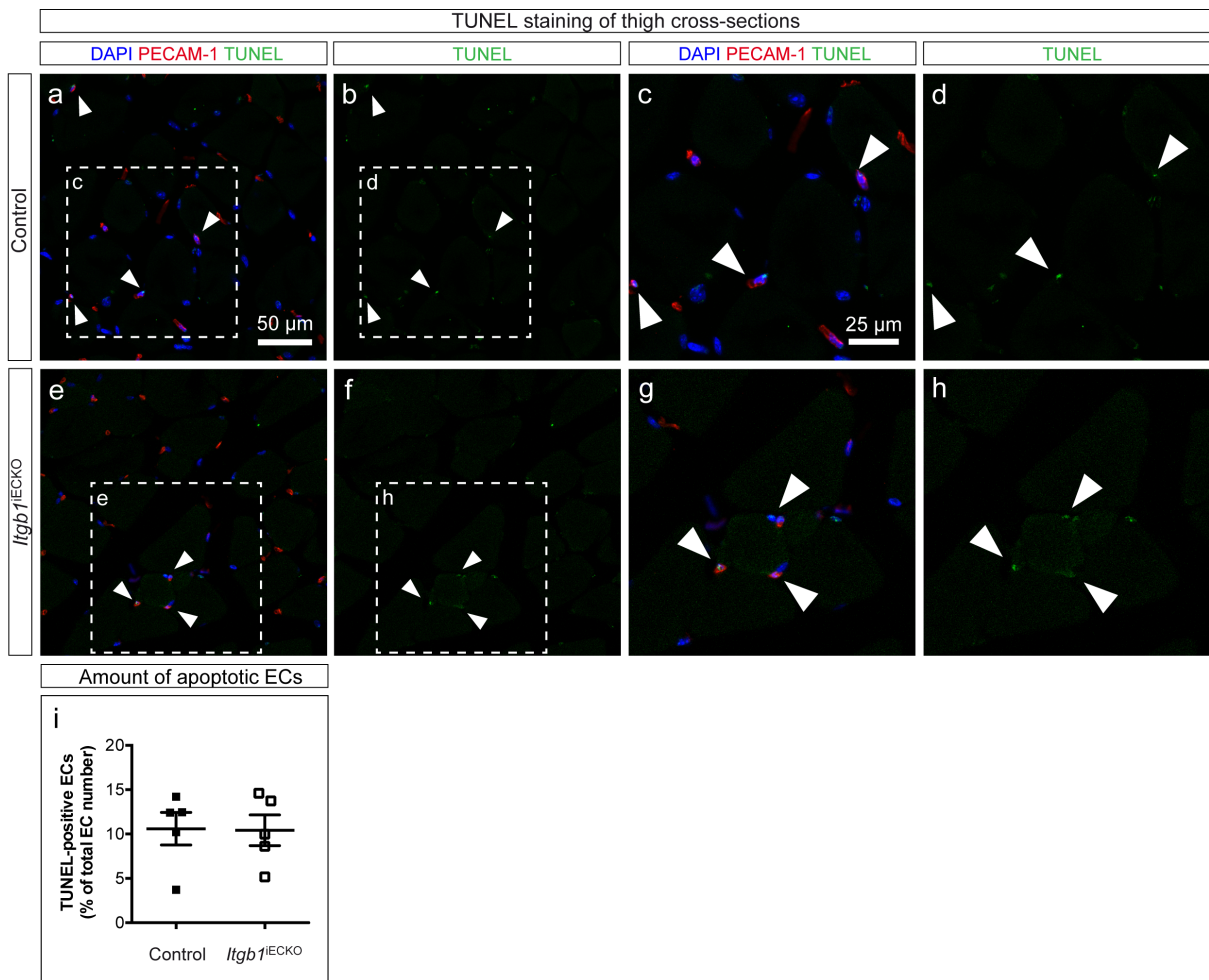 TUNEL staining of thigh cross-sections
DAPI PECAM-1 TUNEL
TUNEL
DAPI PECAM-1 TUNEL
TUNEL
Control
a
c
50 µm
b
d
c
25 µm
d
Itgb1iECKO
e
e
f
h
g
h
Amount of apoptotic ECs
i
TUNEL-positive ECs
(% of total EC number)
20
15
10
5
0
Control
Itgb1iECKO